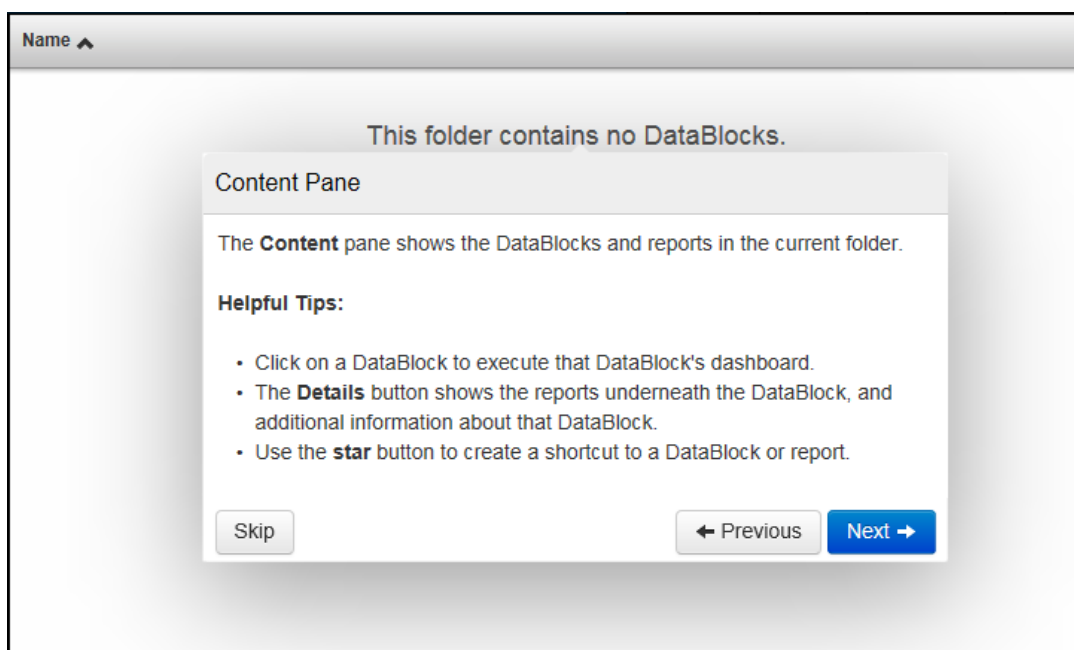 Name
This folder contains no DataBlocks.
Content Pane
The Content pane shows the DataBlocks and reports in the current folder.
Helpful Tips:
• Click on a DataBlock to execute that DataBlock's dashboard.
• The Details button shows the reports underneath the DataBlock, and
additional information about that DataBlock.
• Use the star button to create a shortcut to a DataBlock or report.
Skip
Previous
Next